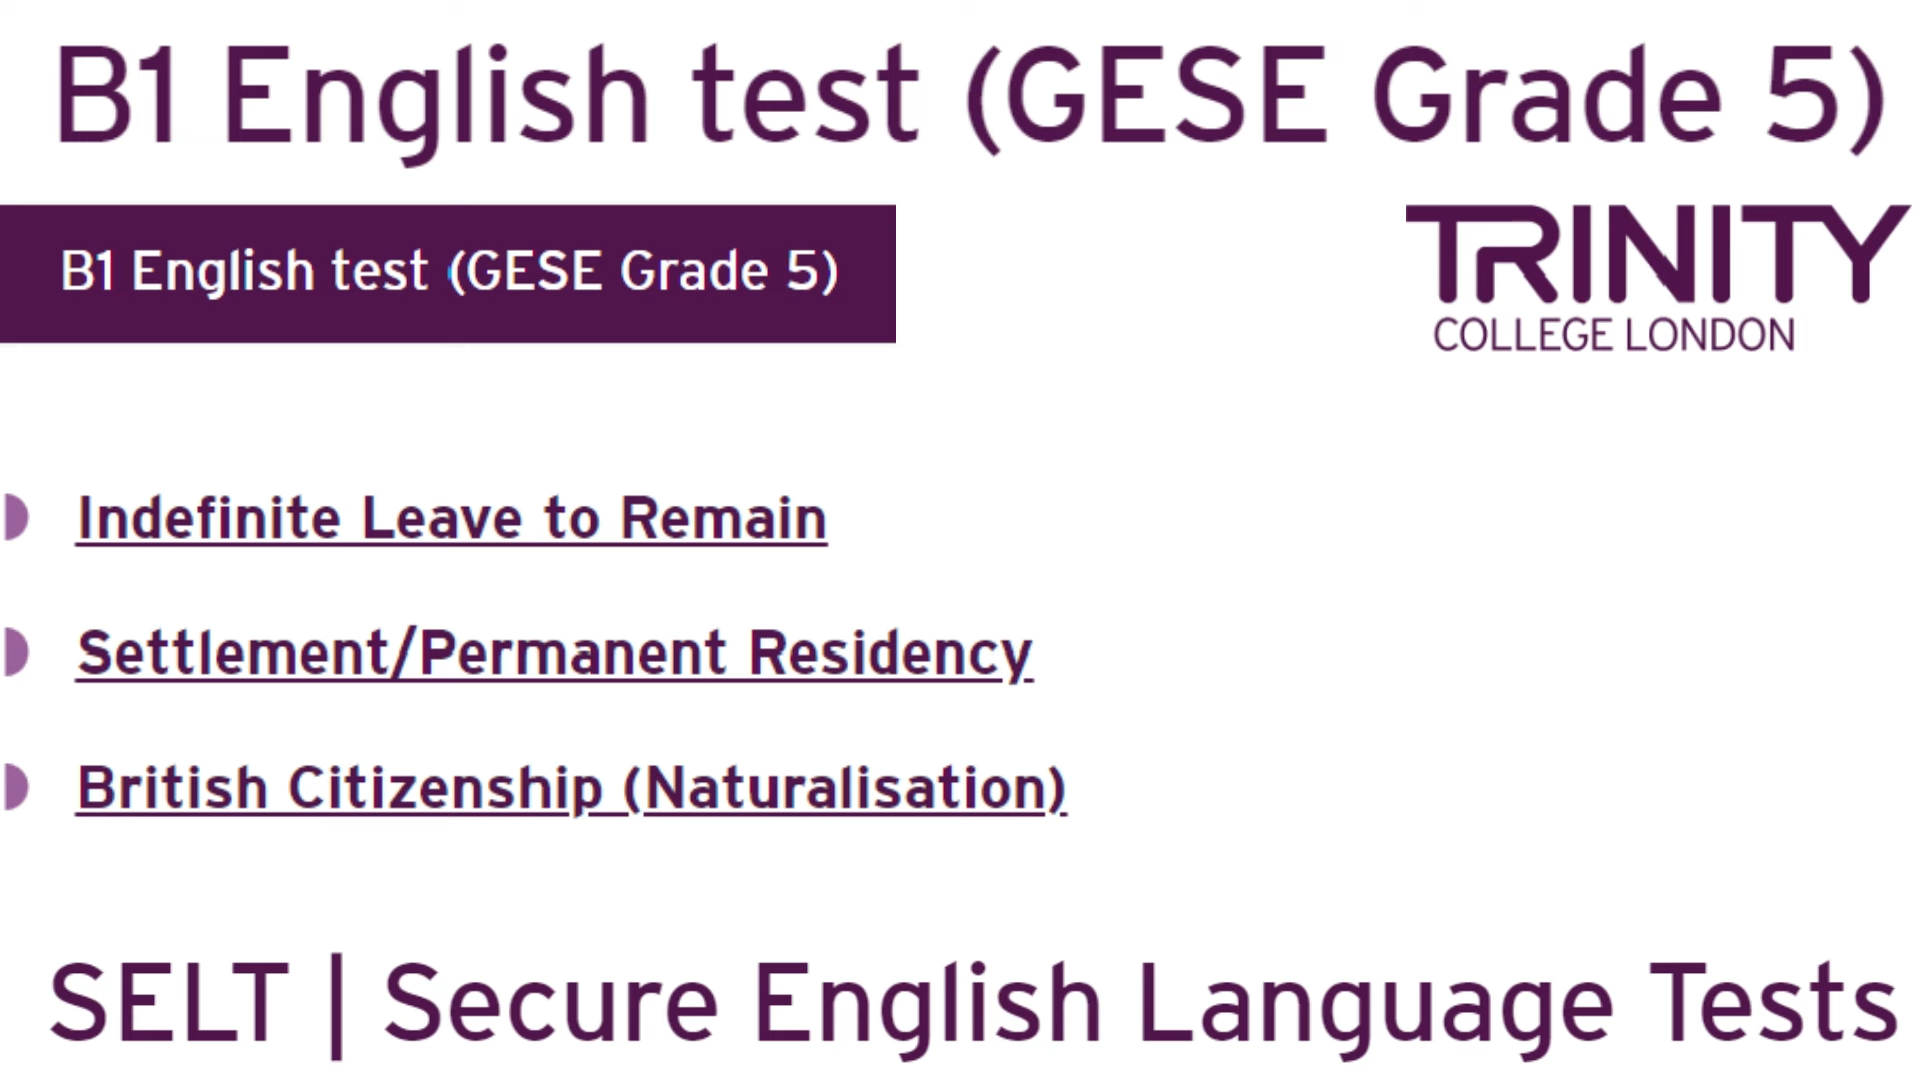 B1 English test (GESE Grade 5)
B1 English test (GESE Grade 5)
TRINITY
COLLEGE LONDON
Indefinite Leave to Remain
Settlement/Permanent Residency
British Citizenship (Naturalisation)
SELT | Secure English Language Tests